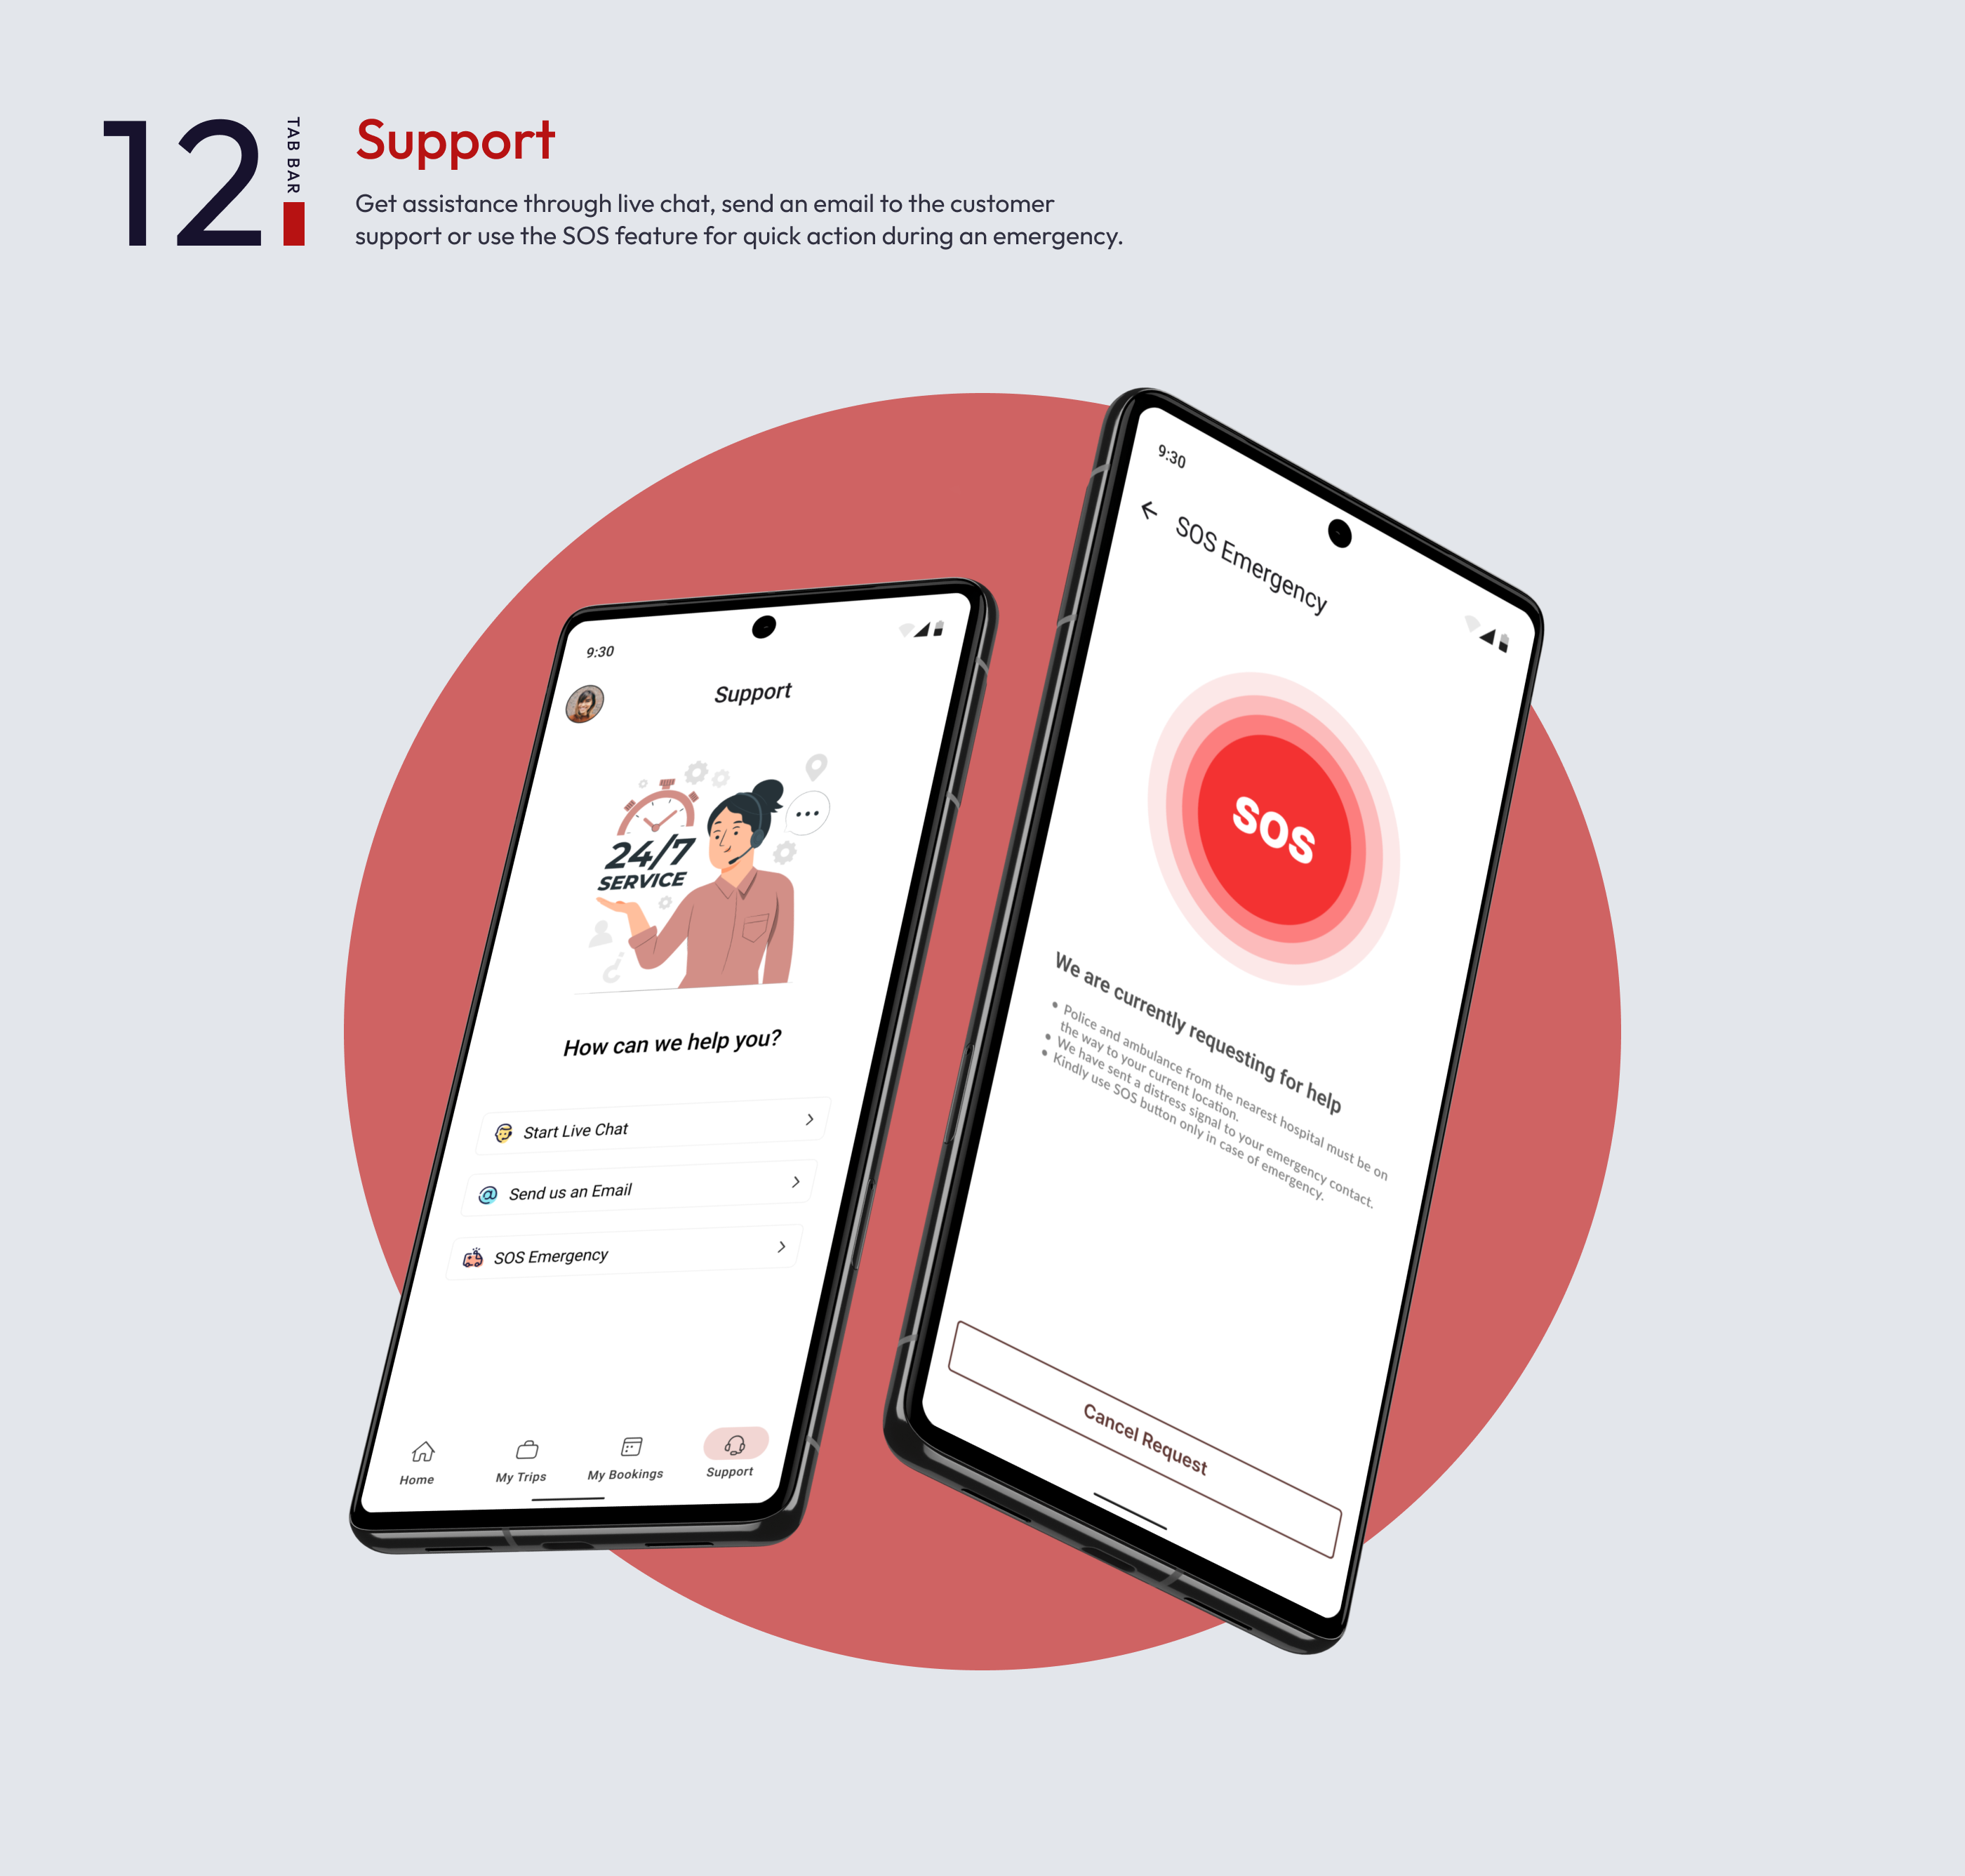 12
TAB BAR
Support
Get assistance through live chat, send an email to the customer
support or use the SOS feature for quick action during an emergency.
9:30
Support
24/7
SERVICE
How can we help you?
Start Live Chat
Send us an Email
SOS Emergency
Home
My Trips
My Bookings
Support
9:30
SOS Emergency
SOS
We are currently requesting for help
• Police and ambulance from the nearest hospital must be on
the way to your current location.
• We have sent a distress signal to your emergency contact.
• Kindly use SOS button only in case of emergency.
Cancel Request